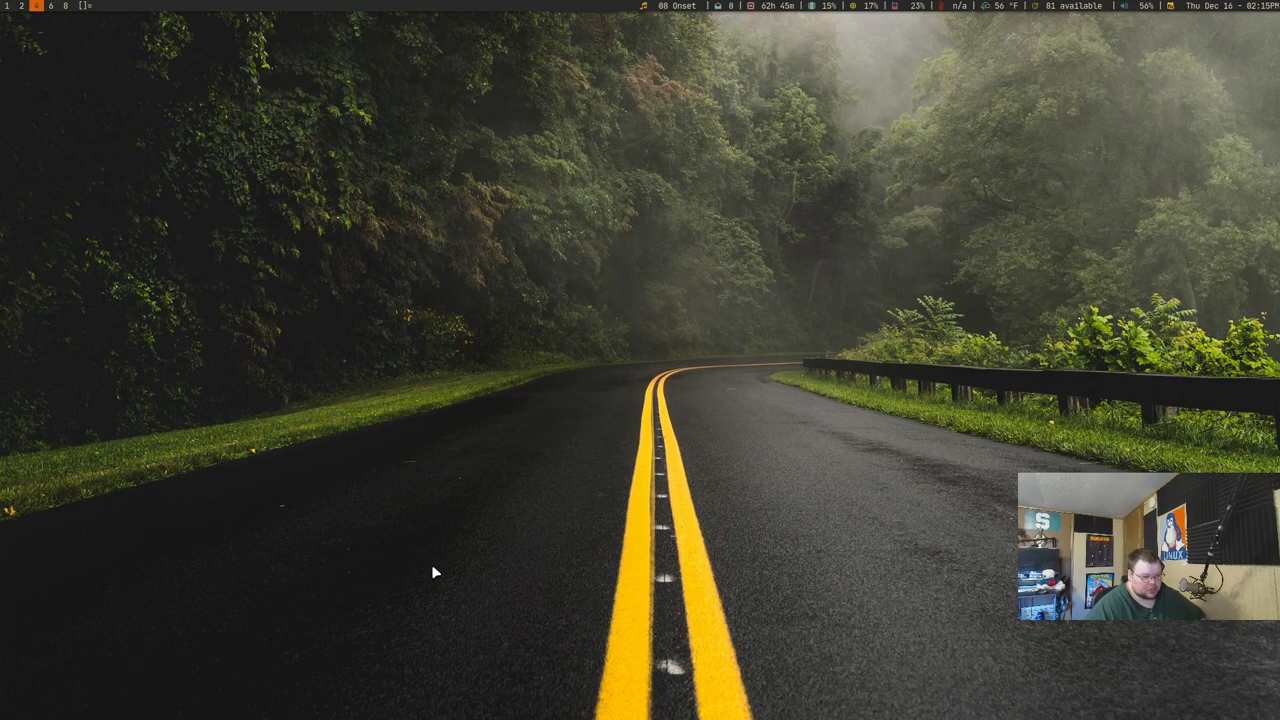 1 2 4 6 8 []= 08 Onset | 0 | 62h 45m | 15% | 17% | 23% | n/a | 56 °F | 81 available | 56% | Thu Dec 16 - 02:15PM
S
LINUX